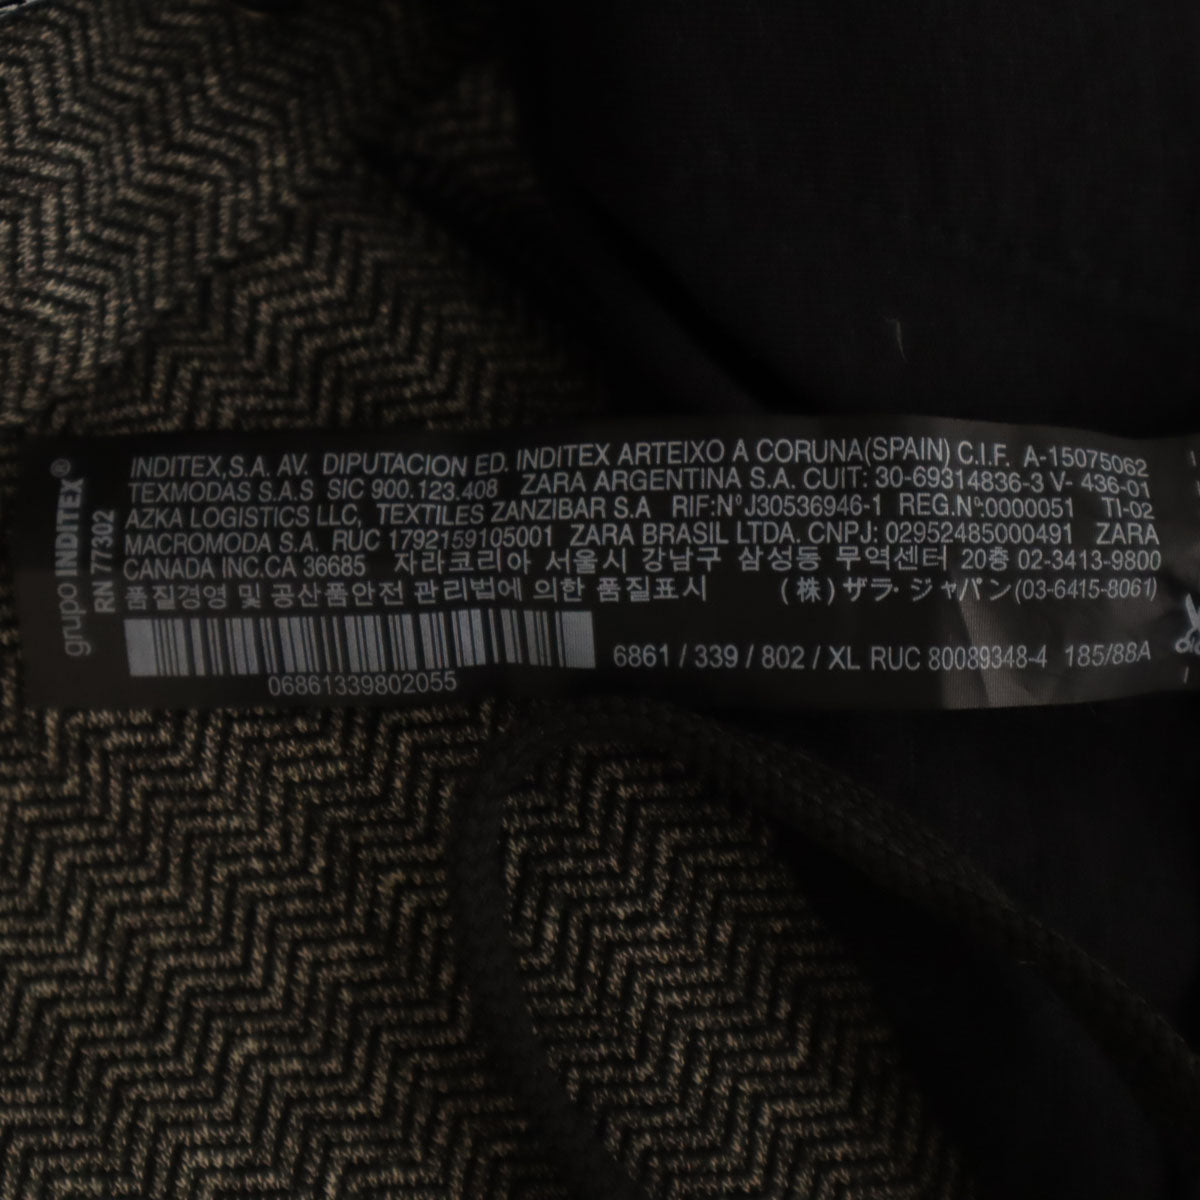 grupo INDITEX®
RN 77302
INDITEX,S.A. AV. DIPUTACION ED. INDITEX ARTEIXO A CORUNA(SPAIN) C.I.F. A-15075062
TEXMODAS S.A.S SIC 900.123.408 ZARA ARGENTINA S.A. CUIT: 30-69314836-3 V- 436-01
AZKA LOGISTICS LLC, TEXTILES ZANZIBAR S.A RIF:NºJ30536946-1 REG.Nº:0000051 TI-02
MACROMODA S.A. RUC 1792159105001 ZARA BRASIL LTDA. CNPJ: 02952485000491 ZARA
CANADA INC.CA 36685 자라코리아 서울시 강남구 삼성동 무역센터 20층 02-3413-9800
품질경영 및 공산품안전 관리법에 의한 품질표시 (株)ザラ・ジャパン(03-6415-8061)
6861 / 339 / 802 / XL RUC 80089348-4 185/88A
06861339802055